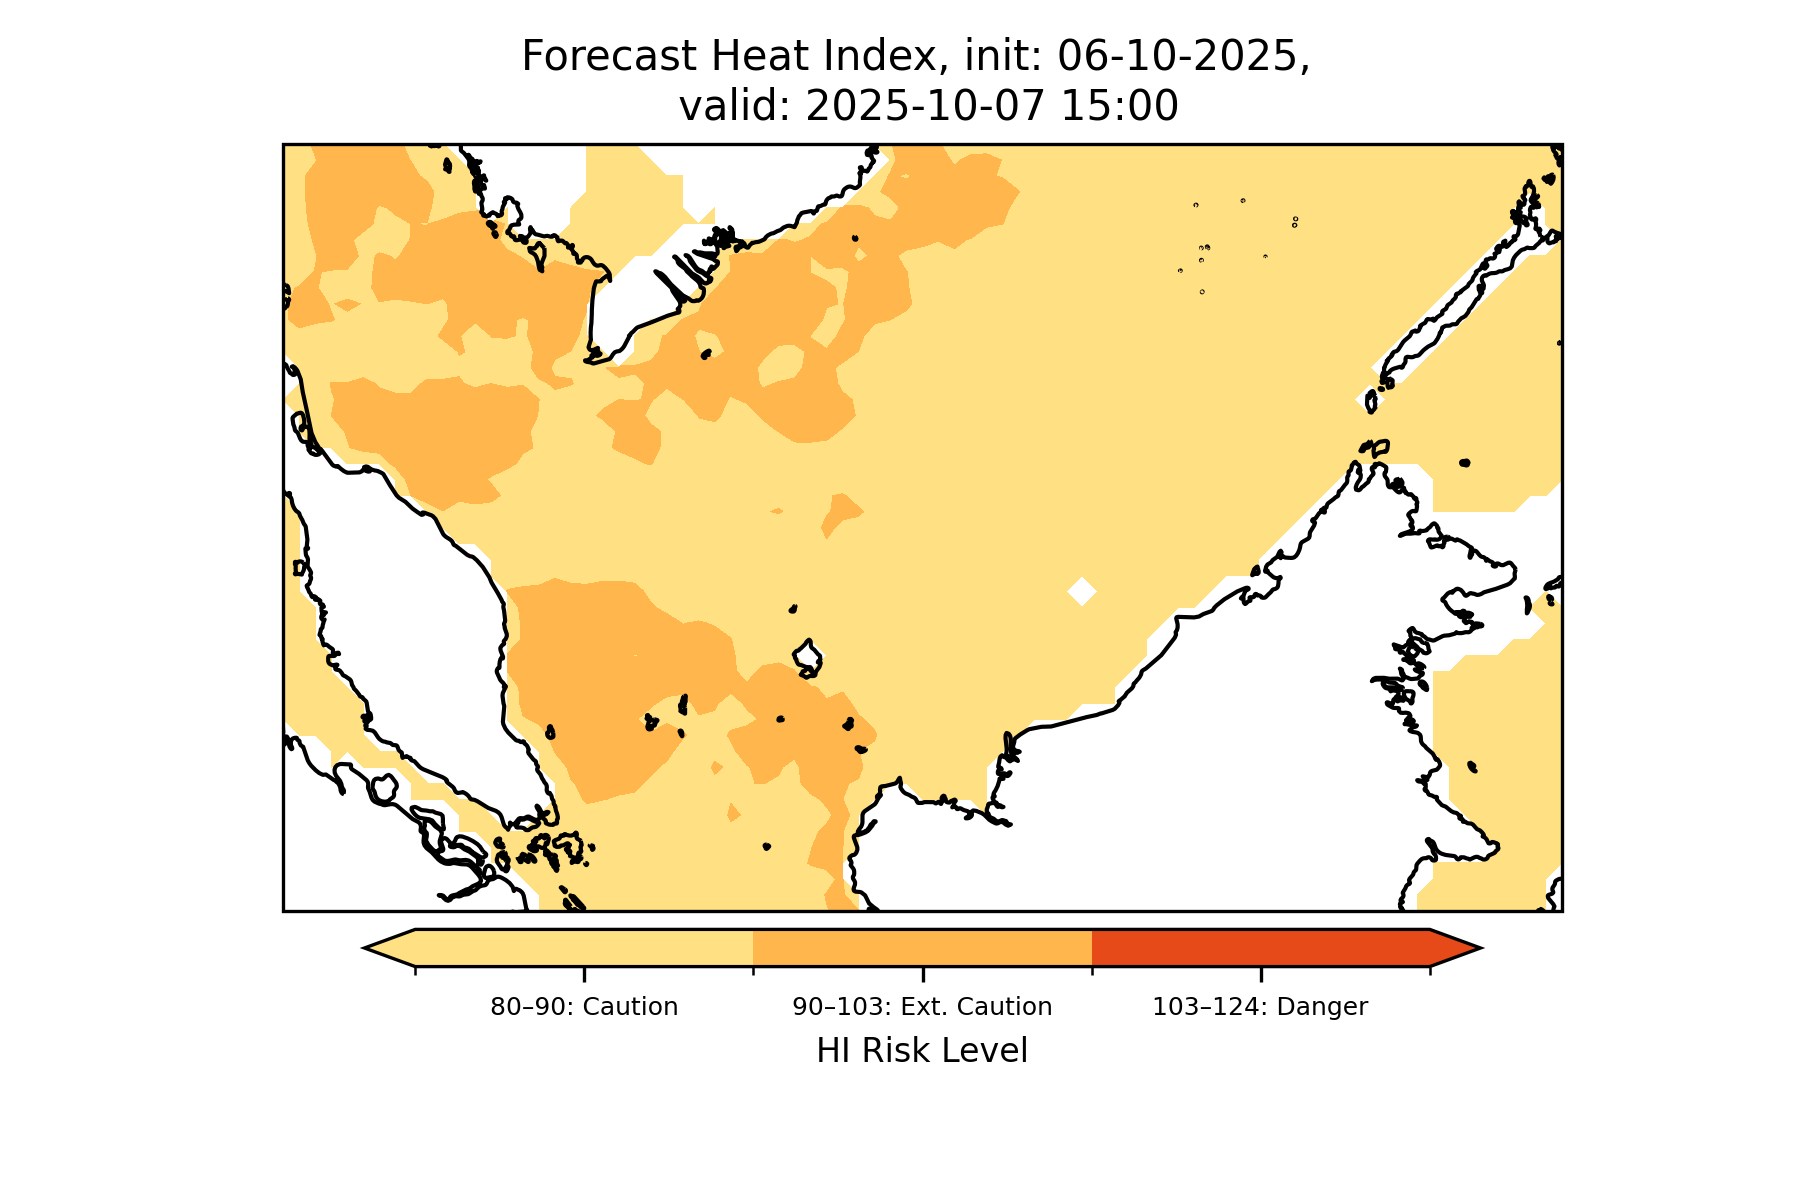 Forecast Heat Index, init: 06-10-2025,
valid: 2025-10-07 15:00
80–90: Caution
90–103: Ext. Caution
103–124: Danger
HI Risk Level